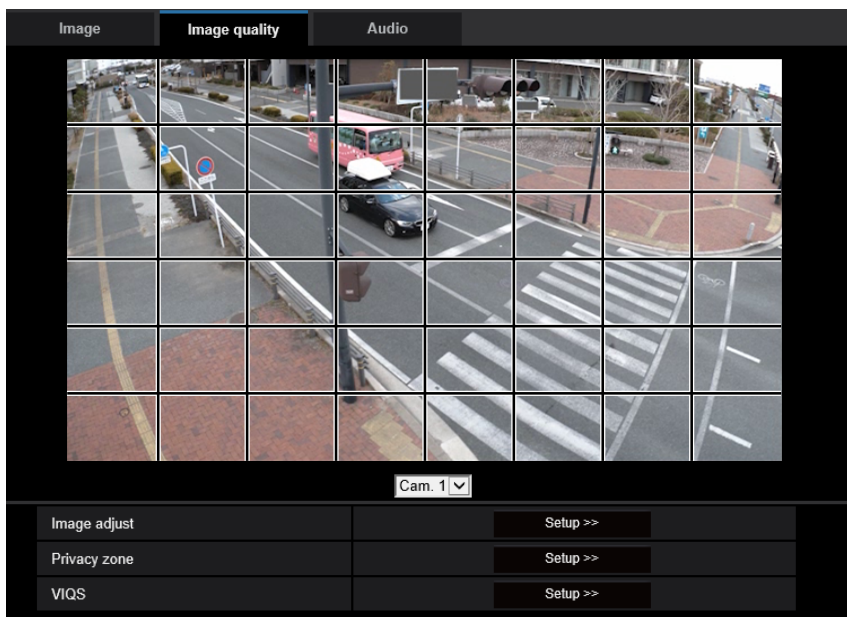 Image Image quality Audio
Cam. 1
Image adjust Setup >>
Privacy zone Setup >>
VIQS Setup >>